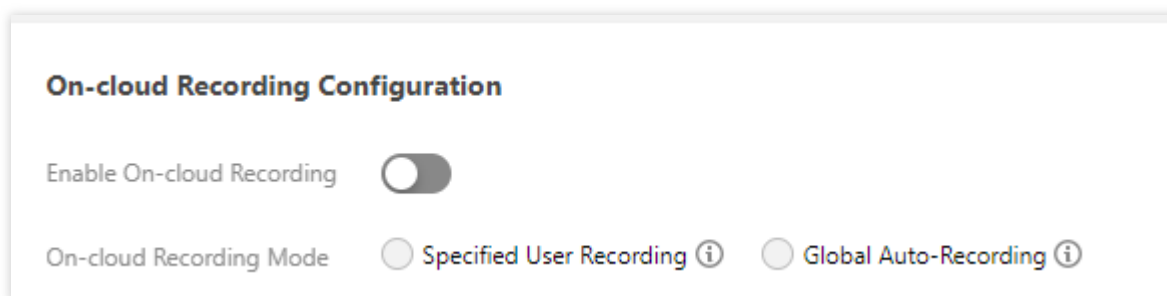 On-cloud Recording Configuration
Enable On-cloud Recording
On-cloud Recording Mode Specified User Recording Global Auto-Recording